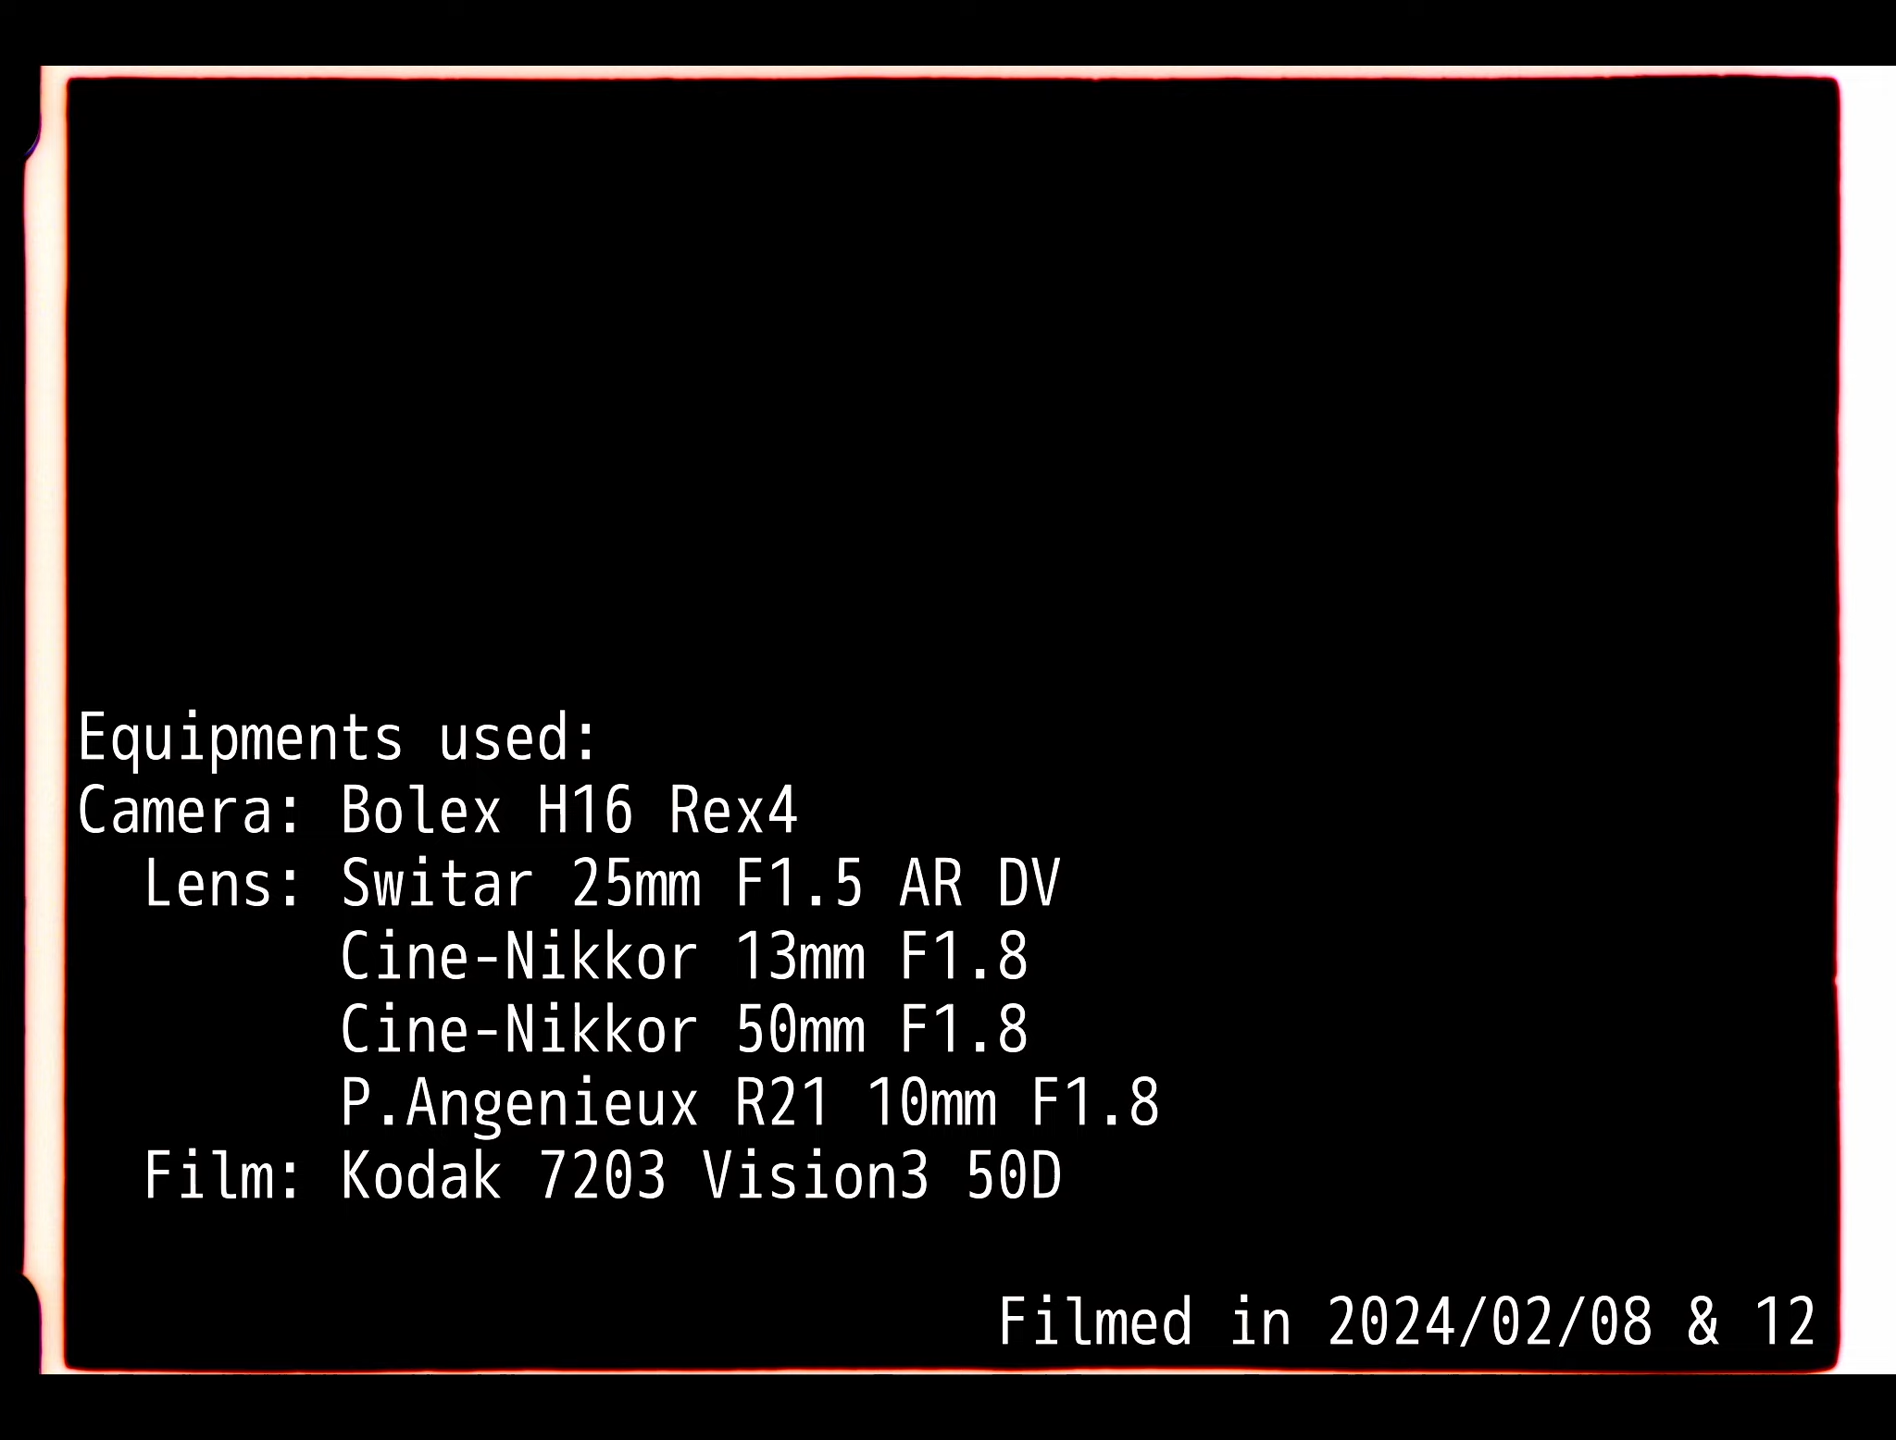 Equipments used:
Camera: Bolex H16 Rex4
Lens: Switar 25mm F1.5 AR DV
Cine-Nikkor 13mm F1.8
Cine-Nikkor 50mm F1.8
P.Angenieux R21 10mm F1.8
Film: Kodak 7203 Vision3 50D
Filmed in 2024/02/08 & 12